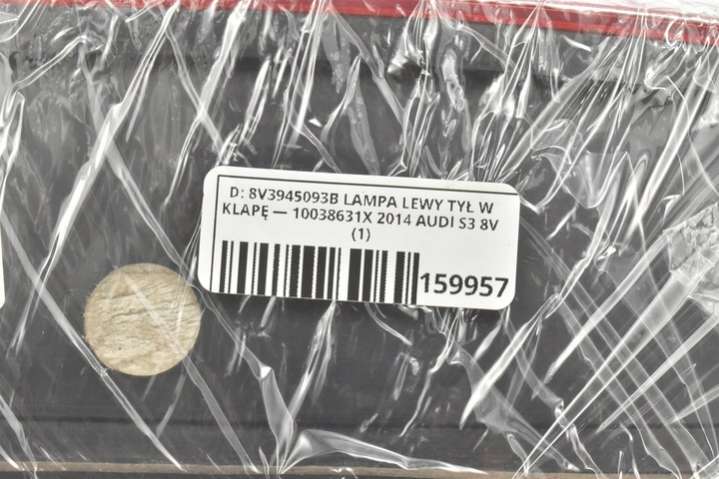 D: 8V3945093B LAMPA LEWY TYŁ W
KLAPĘ — 10038631X 2014 AUDI S3 8V
(1)
159957